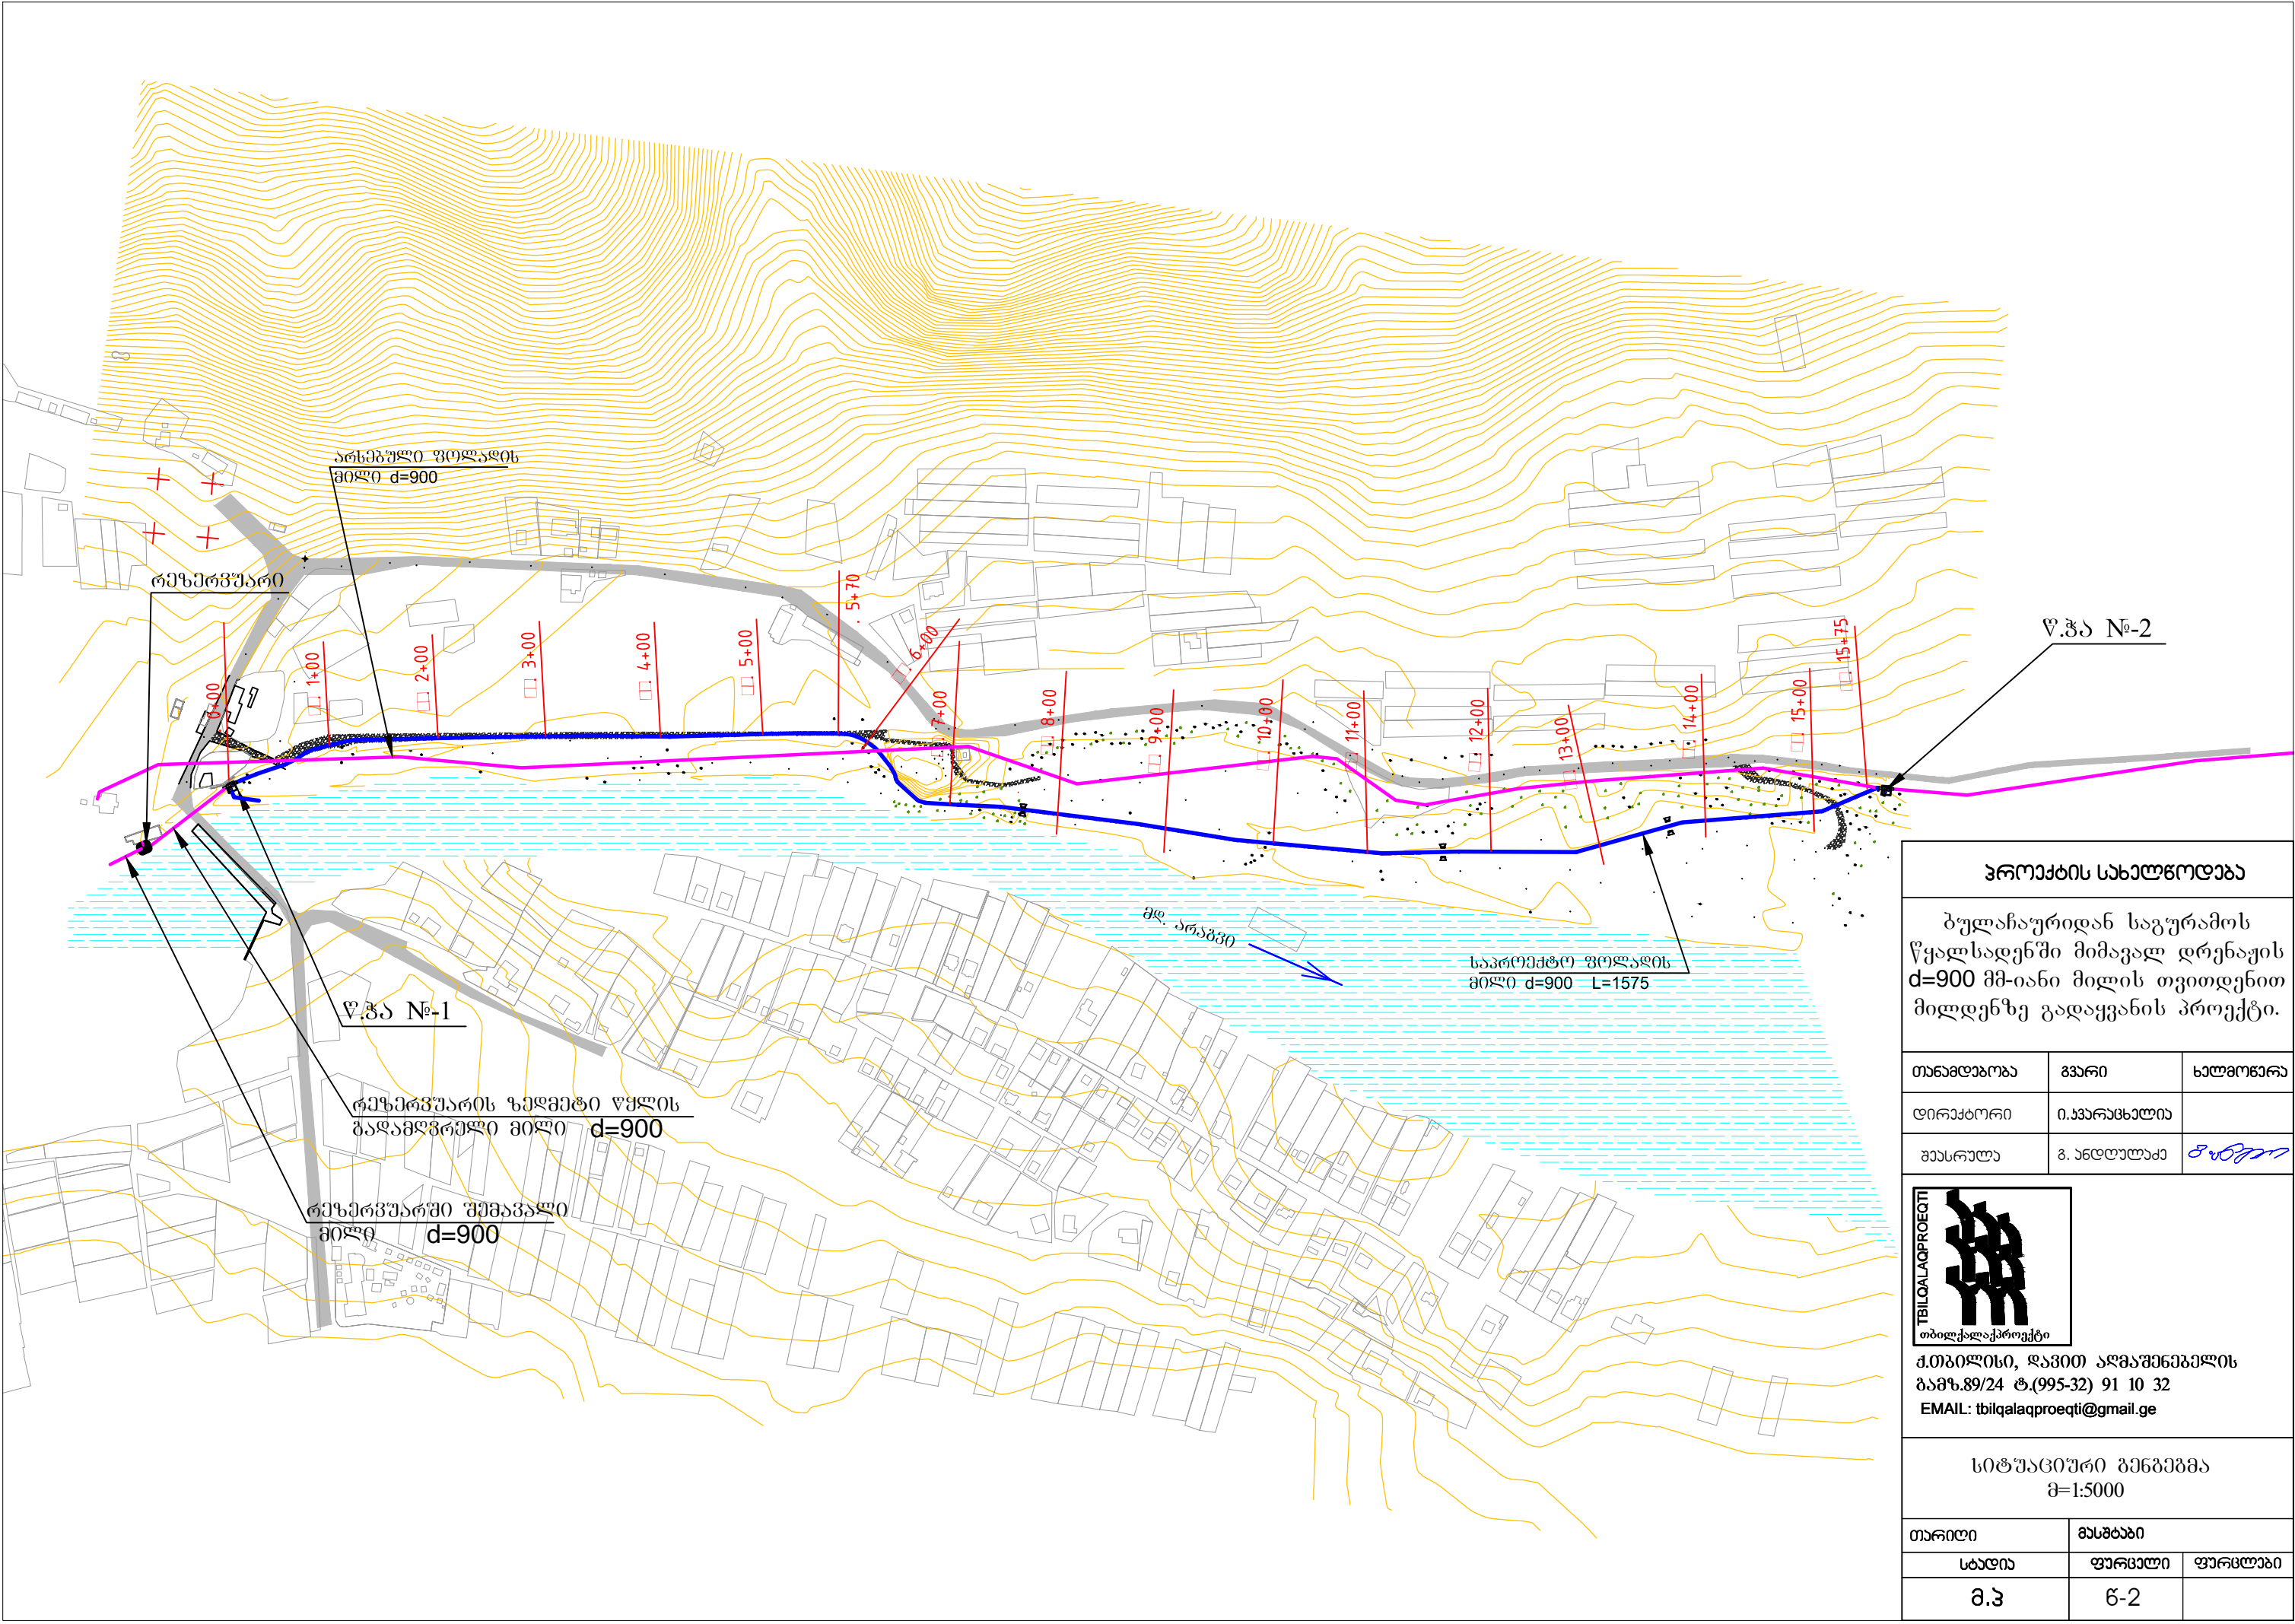 არსებული ფოლადის
მილი d=900
რეზერვუარი
0+00
1+00
2+00
3+00
4+00
5+00
5+70
6+00
7+00
8+00
9+00
10+00
11+00
12+00
13+00
14+00
15+00
15+75
წ.ჭა №-2
მდ. არაგვი
საპროექტო ფოლადის
მილი d=900 L=1575
წ.ჭა №-1
რეზერვუარის ზედმეტი წყლის
გადამღვრელი მილი d=900
რეზერვუარში შემავალი
მილი d=900
პროექტის სახელწოდება
ბულაჩაურიდან საგურამოს
წყალსადენში მიმავალ დრენაჟის
d=900 მმ-იანი მილის თვითდენით
მილდენზე გადაყვანის პროექტი.
თანამდებობა გვარი ხელმოწერა
დირექტორი ი.კვარაცხელია
შეასრულა გ. ანდღულაძე
TBILQALAQPROEQTI
თბილქალაქპროექტი
ქ.თბილისი, დავით აღმაშენებელის
გამზ.89/24 ტ.(995-32) 91 10 32
EMAIL: tbilqalaqproeqti@gmail.ge
სიტუაციური გენგეგმა
მ=1:5000
თარიღი მასშტაბი
სტადია ფურცელი ფურცლები
მ.პ წ-2